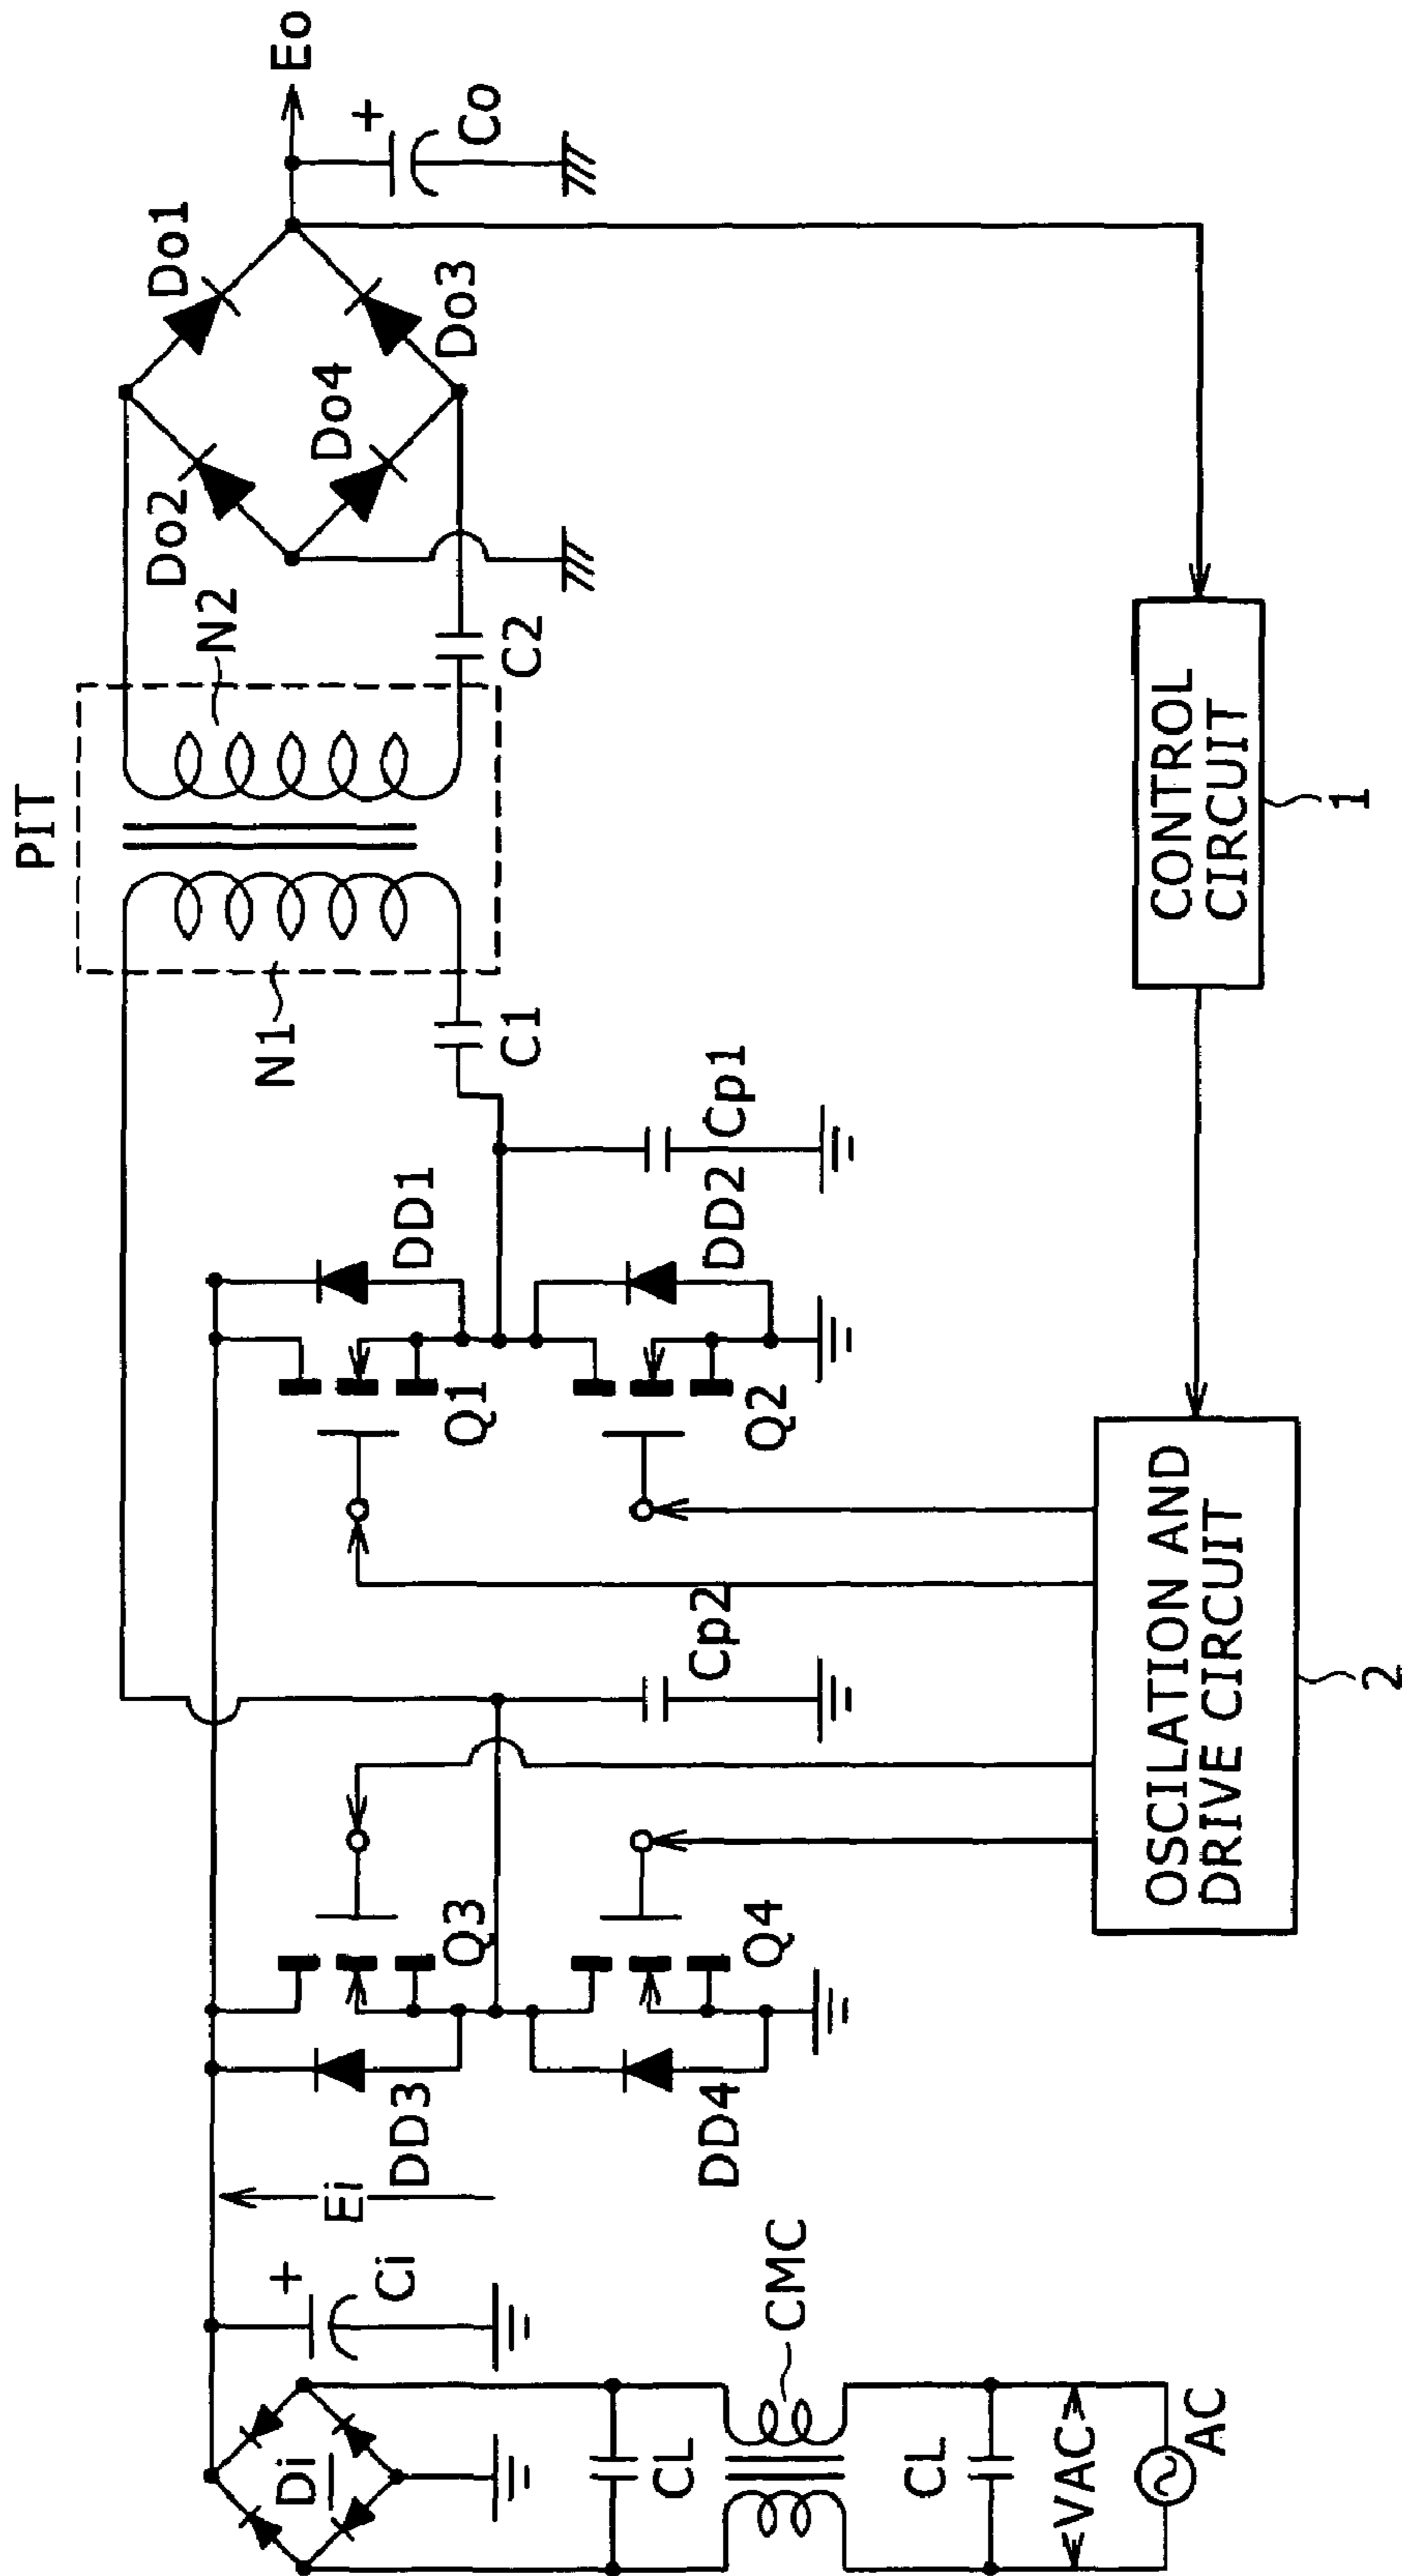 PIT
N1
N2
C1
C2
Do1
Do2
Do3
Do4
Eo
+
Co
Di
+
Ci
Ei
DD3
Q3
DD4
Q4
Cp2
Q1
DD1
Q2
DD2
Cp1
CL
CMC
CL
VAC
AC
OSCILATION AND
DRIVE CIRCUIT
2
CONTROL
CIRCUIT
1